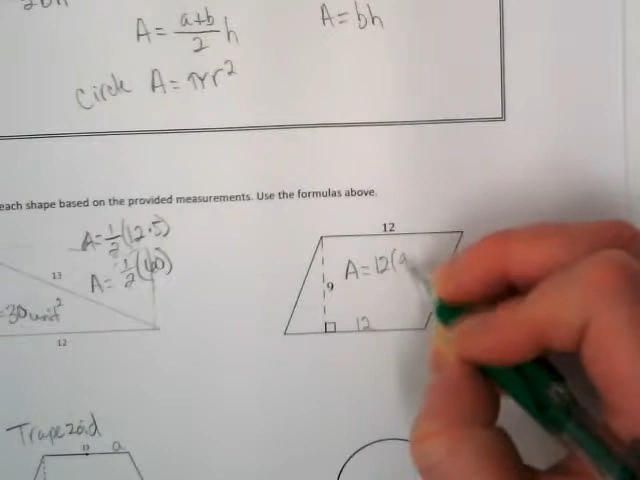 A = a+b/2 h
A = bh
Circle A = πr²
each shape based on the provided measurements. Use the formulas above.
A = 1/2 (12·5)
A = 1/2 (60)
13
= 30 unit²
12
12
A = 12(9
9
12
Trapezoid
a